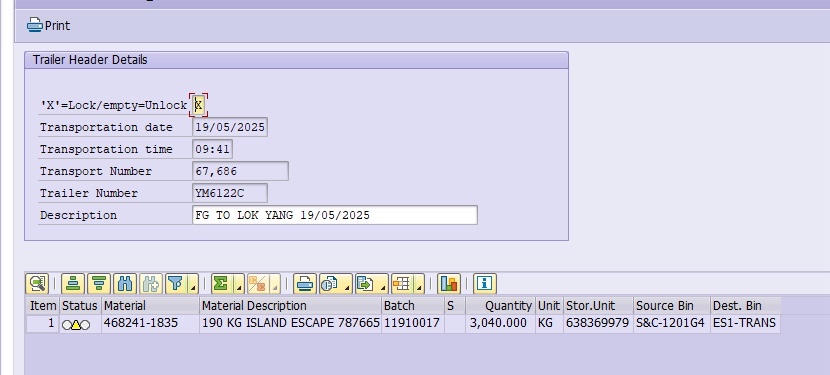 Print
Trailer Header Details
'X'=Lock/empty=Unlock X
Transportation date 19/05/2025
Transportation time 09:41
Transport Number 67,686
Trailer Number YM6122C
Description FG TO LOK YANG 19/05/2025
Item Status Material Material Description Batch S Quantity Unit Stor.Unit Source Bin Dest. Bin
1 468241-1835 190 KG ISLAND ESCAPE 787665 11910017 3,040.000 KG 638369979 S&C-1201G4 ES1-TRANS